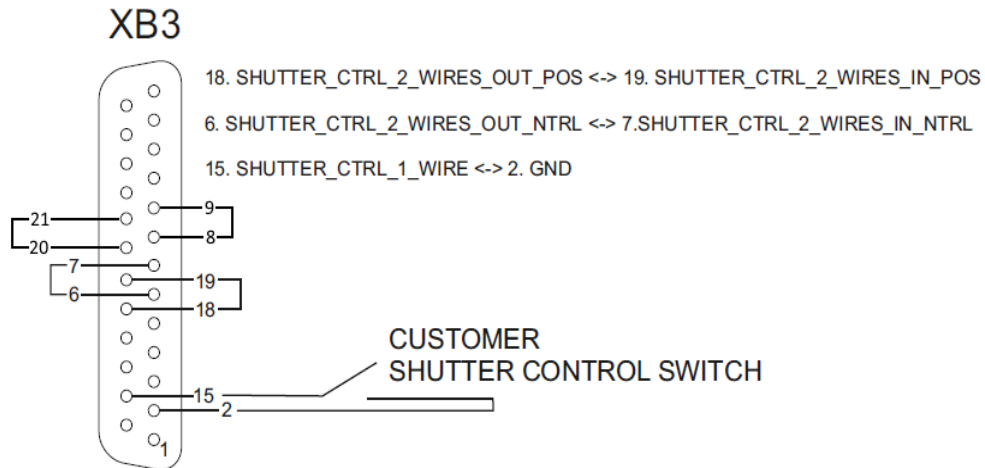 XB3
18. SHUTTER_CTRL_2_WIRES_OUT_POS <-> 19. SHUTTER_CTRL_2_WIRES_IN_POS
6. SHUTTER_CTRL_2_WIRES_OUT_NTRL <-> 7.SHUTTER_CTRL_2_WIRES_IN_NTRL
15. SHUTTER_CTRL_1_WIRE <-> 2. GND
9
21
8
20
7
19
6
18
CUSTOMER
SHUTTER CONTROL SWITCH
15
2
1